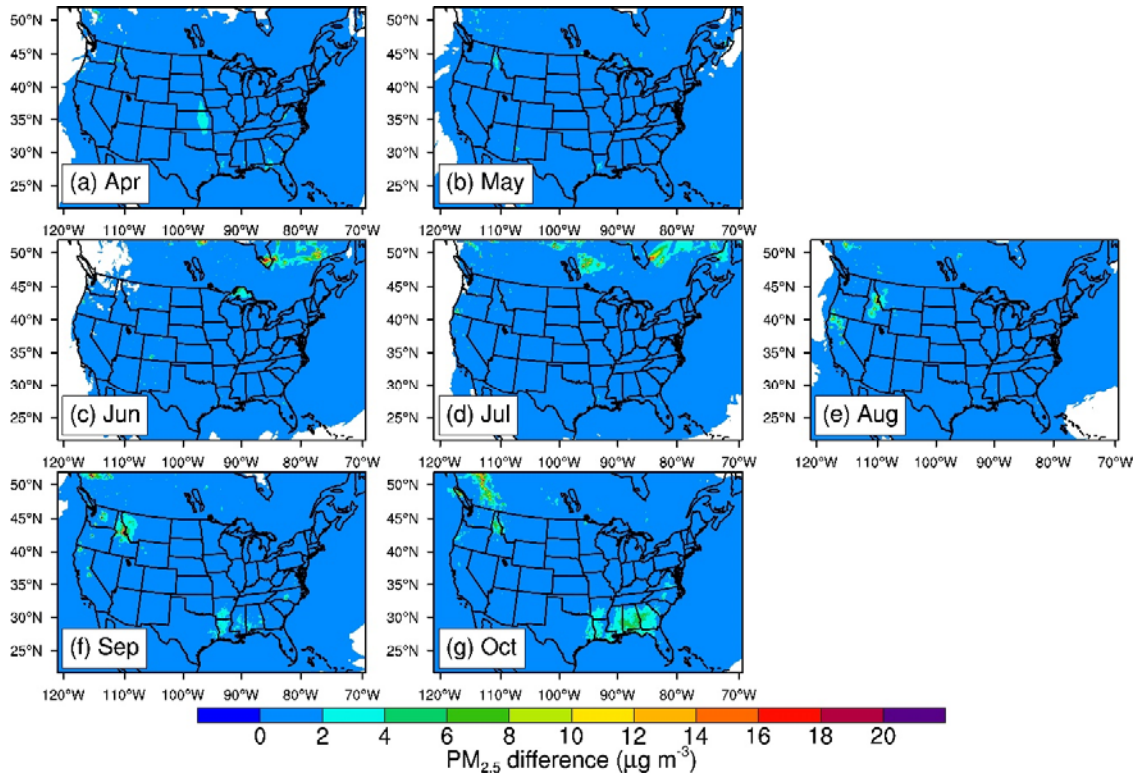 50°N
45°N
40°N
35°N
30°N
25°N
(a) Apr
50°N
45°N
40°N
35°N
30°N
25°N
(b) May
120°W 110°W 100°W 90°W 80°W 70°W
120°W 110°W 100°W 90°W 80°W 70°W
50°N
45°N
40°N
35°N
30°N
25°N
(c) Jun
50°N
45°N
40°N
35°N
30°N
25°N
(d) Jul
50°N
45°N
40°N
35°N
30°N
25°N
(e) Aug
120°W 110°W 100°W 90°W 80°W 70°W
120°W 110°W 100°W 90°W 80°W 70°W
120°W 110°W 100°W 90°W 80°W 70°W
50°N
45°N
40°N
35°N
30°N
25°N
(f) Sep
50°N
45°N
40°N
35°N
30°N
25°N
(g) Oct
120°W 110°W 100°W 90°W 80°W 70°W
120°W 110°W 100°W 90°W 80°W 70°W
0 2 4 6 8 10 12 14 16 18 20
PM2.5 difference (μg m-3)